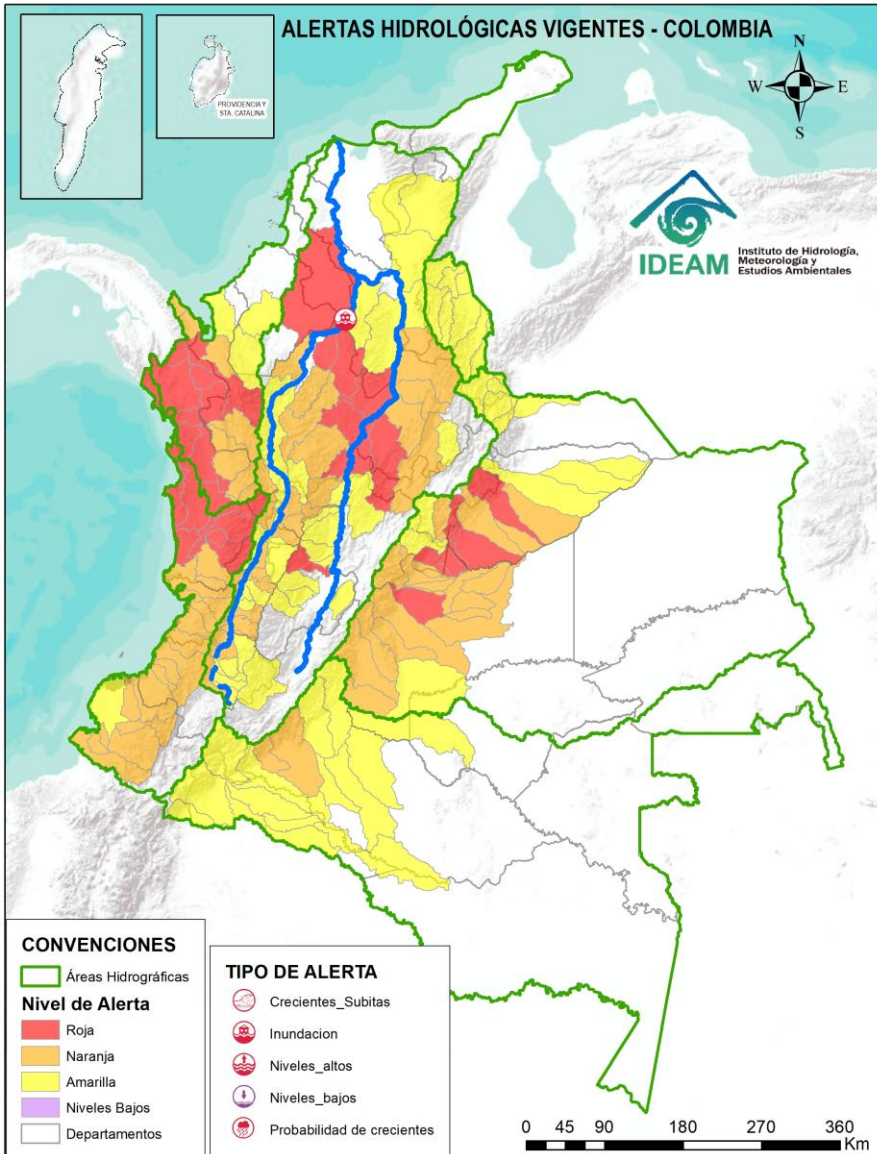 ALERTAS HIDROLÓGICAS VIGENTES - COLOMBIA
PROVIDENCIA Y
STA. CATALINA
N
W
E
S
IDEAM
Instituto de Hidrología,
Meteorología y
Estudios Ambientales
CONVENCIONES
Áreas Hidrográficas
Nivel de Alerta
Roja
Naranja
Amarilla
Niveles Bajos
Departamentos
TIPO DE ALERTA
Crecientes_Subitas
Inundacion
Niveles_altos
Niveles_bajos
Probabilidad de crecientes
0 45 90 180 270 360
Km